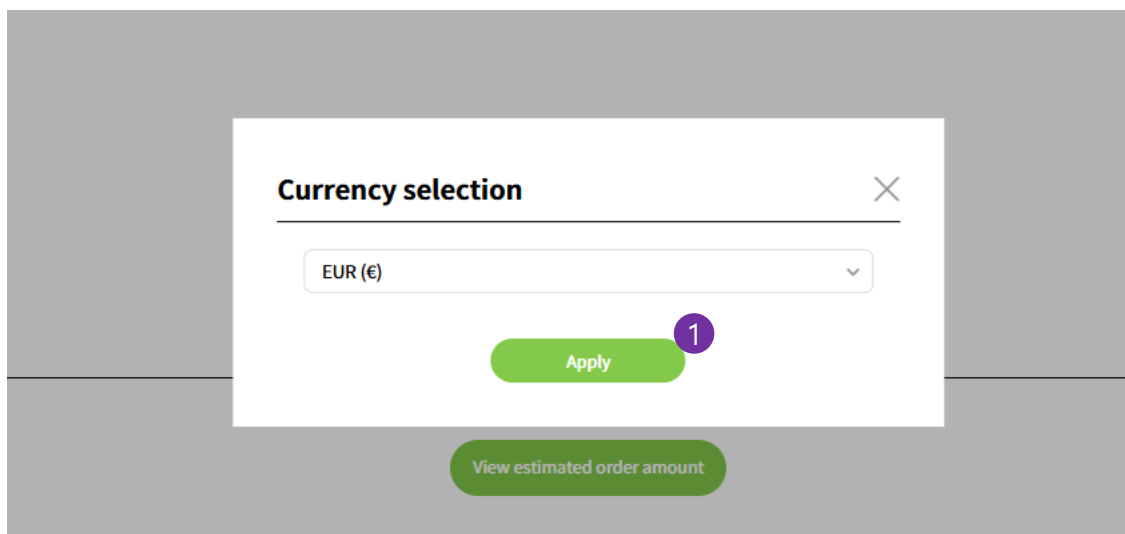 Currency selection
EUR (€)
1
Apply
View estimated order amount